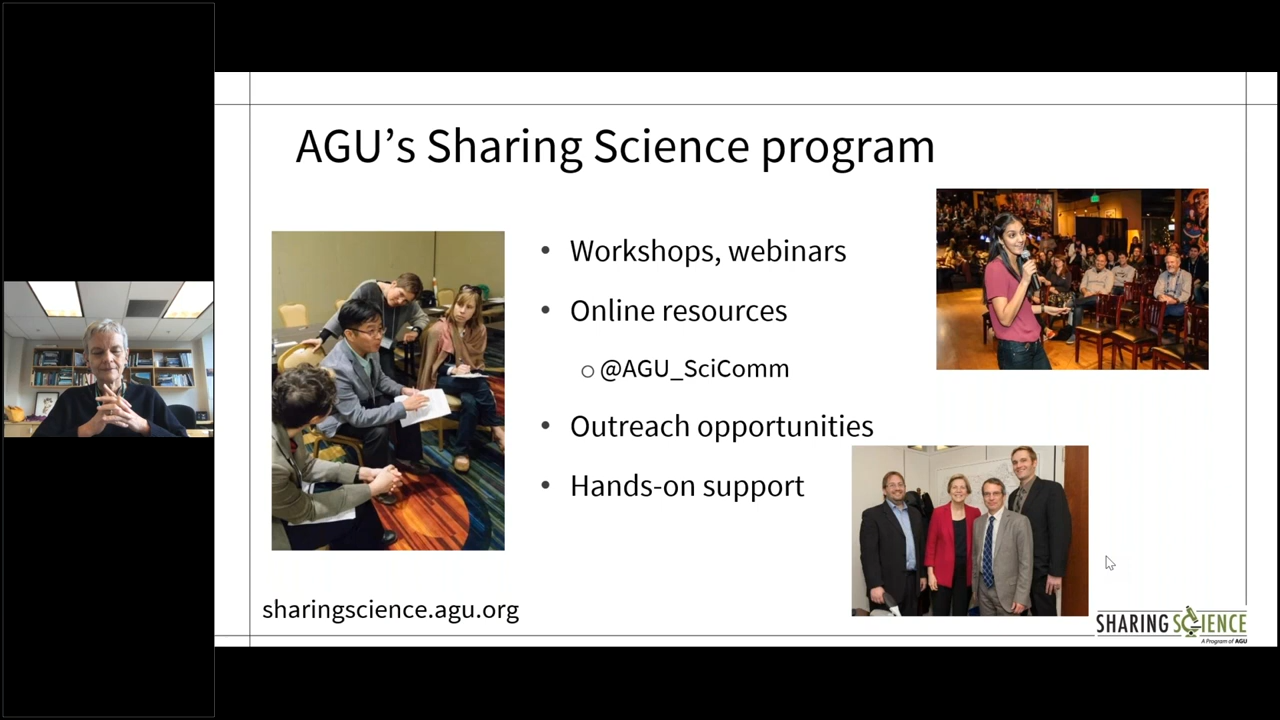 AGU's Sharing Science program
• Workshops, webinars
• Online resources
○ @AGU_SciComm
• Outreach opportunities
• Hands-on support
sharingscience.agu.org
SHARING SCIENCE
A Program of AGU